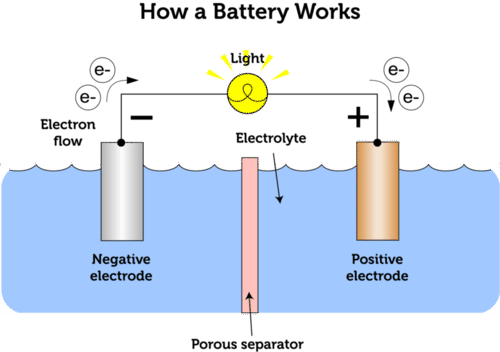 How a Battery Works
Light
e-
e-
e-
e-
−
+
Electron
flow
Electrolyte
Negative
electrode
Positive
electrode
Porous separator